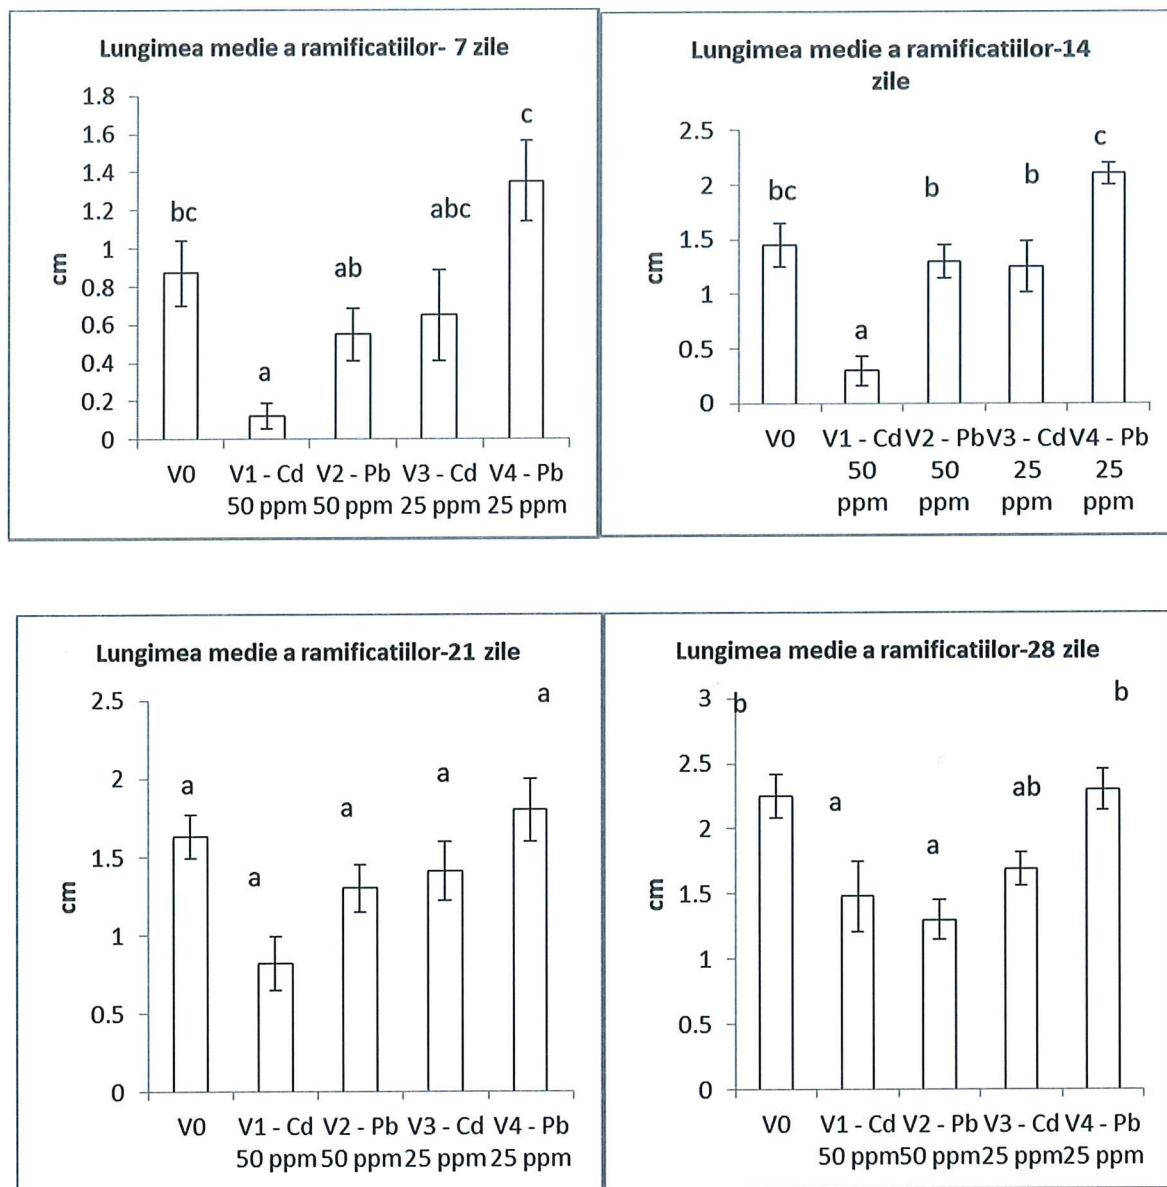 Lungimea medie a ramificatiilor- 7 zile
1.8
1.6
1.4
1.2
1
0.8
0.6
0.4
0.2
0
cm
bc
a
ab
abc
c
V0 V1 - Cd V2 - Pb V3 - Cd V4 - Pb
50 ppm 50 ppm 25 ppm 25 ppm
Lungimea medie a ramificatiilor-14
zile
2.5
2
1.5
1
0.5
0
cm
bc
a
b
b
c
V0 V1 - Cd V2 - Pb V3 - Cd V4 - Pb
50 50 25 25
ppm ppm ppm ppm
Lungimea medie a ramificatiilor-21 zile
2.5
2
1.5
1
0.5
0
cm
a
a
a
a
a
V0 V1 - Cd V2 - Pb V3 - Cd V4 - Pb
50 ppm 50 ppm 25 ppm 25 ppm
Lungimea medie a ramificatiilor-28 zile
3
2.5
2
1.5
1
0.5
0
cm
b
a
a
ab
b
V0 V1 - Cd V2 - Pb V3 - Cd V4 - Pb
50 ppm 50 ppm 25 ppm 25 ppm